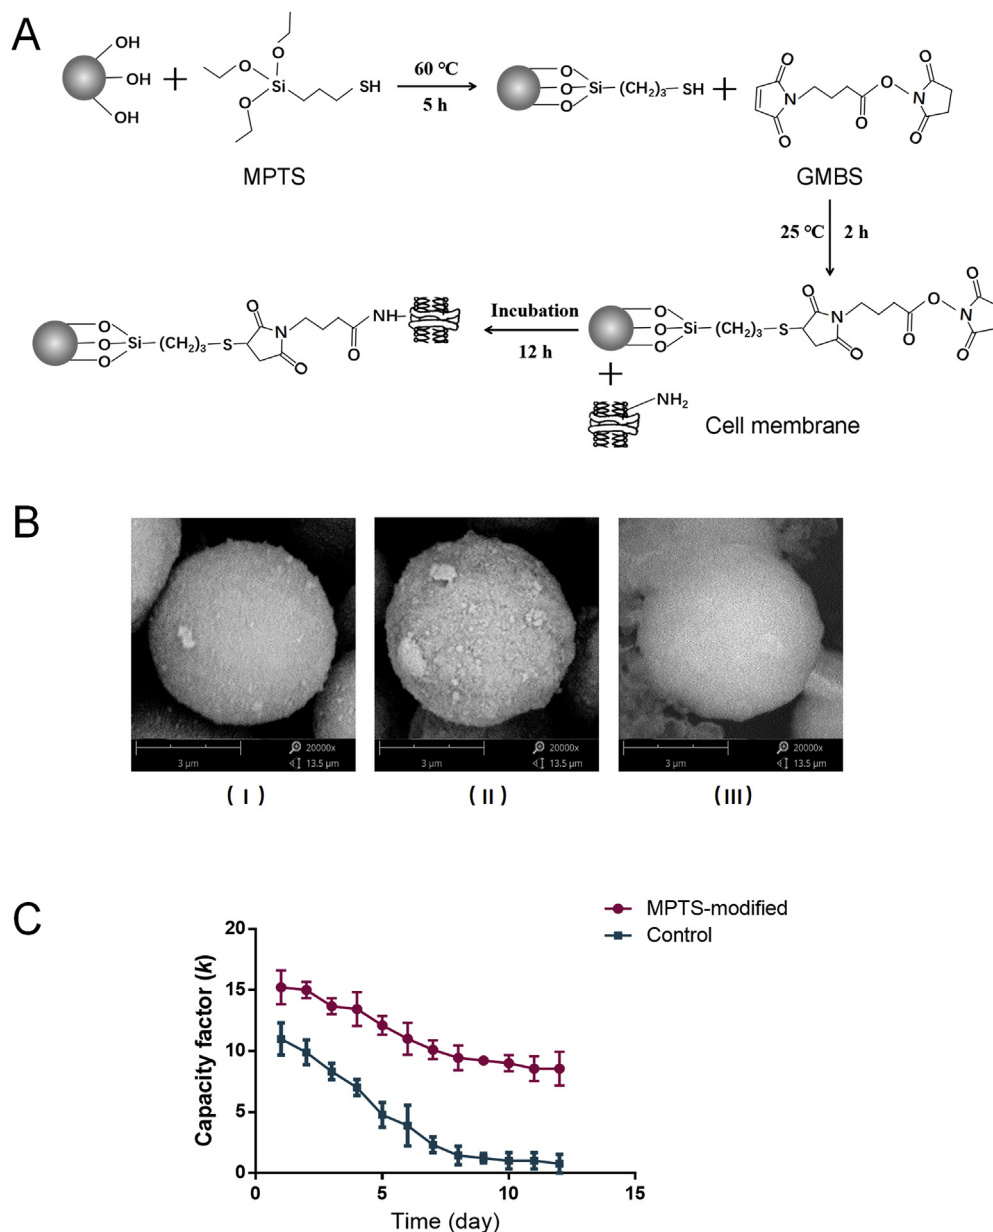 A
OH
OH
OH
+
O
O
O
Si
SH
MPTS
60 ℃
5 h
O
O
O
Si
(CH₂)₃
SH
+
O
N
O
O
O
O
N
O
GMBS
25 ℃
2 h
O
O
O
Si
(CH₂)₃
S
O
N
O
O
NH
Incubation
12 h
O
O
O
Si
(CH₂)₃
S
O
N
O
O
O
O
N
O
+
NH₂
Cell membrane
B
3 µm
20000x
13.5 µm
( I )
3 µm
20000x
13.5 µm
( II )
3 µm
20000x
13.5 µm
(III)
C
MPTS-modified
Control
Capacity factor (k)
20
15
10
5
0
0
5
10
15
Time (day)